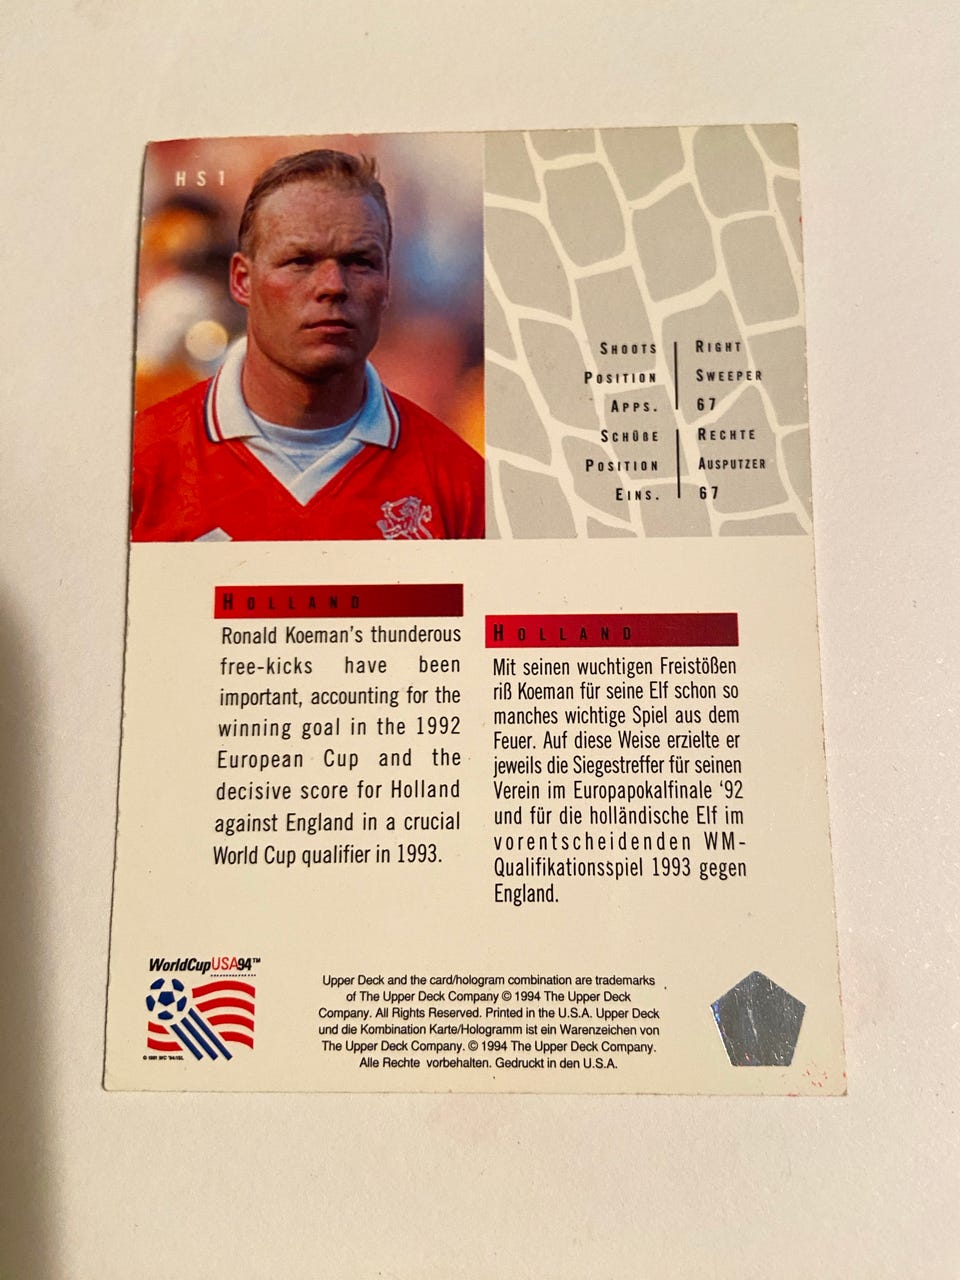 HS1
SHOOTS RIGHT
POSITION SWEEPER
APPS. 67
SCHÜßE RECHTE
POSITION AUSPUTZER
EINS. 67
HOLLAND
Ronald Koeman's thunderous
free-kicks have been
important, accounting for the
winning goal in the 1992
European Cup and the
decisive score for Holland
against England in a crucial
World Cup qualifier in 1993.
HOLLAND
Mit seinen wuchtigen Freistößen
riß Koeman für seine Elf schon so
manches wichtige Spiel aus dem
Feuer. Auf diese Weise erzielte er
jeweils die Siegestreffer für seinen
Verein im Europapokalfinale '92
und für die holländische Elf im
vorentscheidenden WM-
Qualifikationsspiel 1993 gegen
England.
WorldCupUSA94™
© 1991 WC '94/ISL
Upper Deck and the card/hologram combination are trademarks
of The Upper Deck Company © 1994 The Upper Deck
Company. All Rights Reserved. Printed in the U.S.A. Upper Deck
und die Kombination Karte/Hologramm ist ein Warenzeichen von
The Upper Deck Company. © 1994 The Upper Deck Company.
Alle Rechte vorbehalten. Gedruckt in den U.S.A.